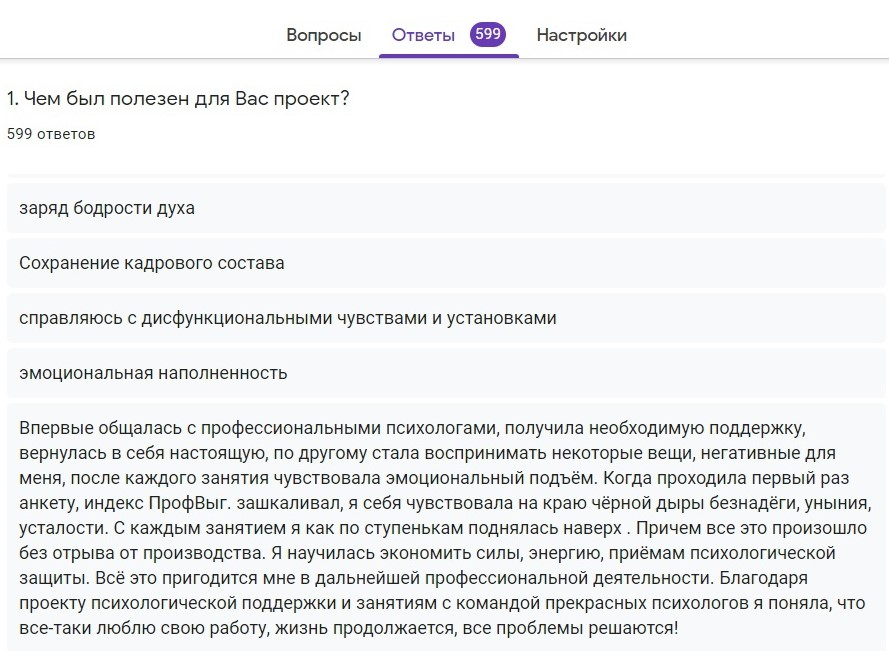 Вопросы Ответы 599 Настройки
1. Чем был полезен для Вас проект?
599 ответов
заряд бодрости духа
Сохранение кадрового состава
справляюсь с дисфункциональными чувствами и установками
эмоциональная наполненность
Впервые общалась с профессиональными психологами, получила необходимую поддержку,
вернулась в себя настоящую, по другому стала воспринимать некоторые вещи, негативные для
меня, после каждого занятия чувствовала эмоциональный подъём. Когда проходила первый раз
анкету, индекс ПрофВыг. зашкаливал, я себя чувствовала на краю чёрной дыры безнадёги, уныния,
усталости. С каждым занятием я как по ступенькам поднялась наверх . Причем все это произошло
без отрыва от производства. Я научилась экономить силы, энергию, приёмам психологической
защиты. Всё это пригодится мне в дальнейшей профессиональной деятельности. Благодаря
проекту психологической поддержки и занятиям с командой прекрасных психологов я поняла, что
все-таки люблю свою работу, жизнь продолжается, все проблемы решаются!